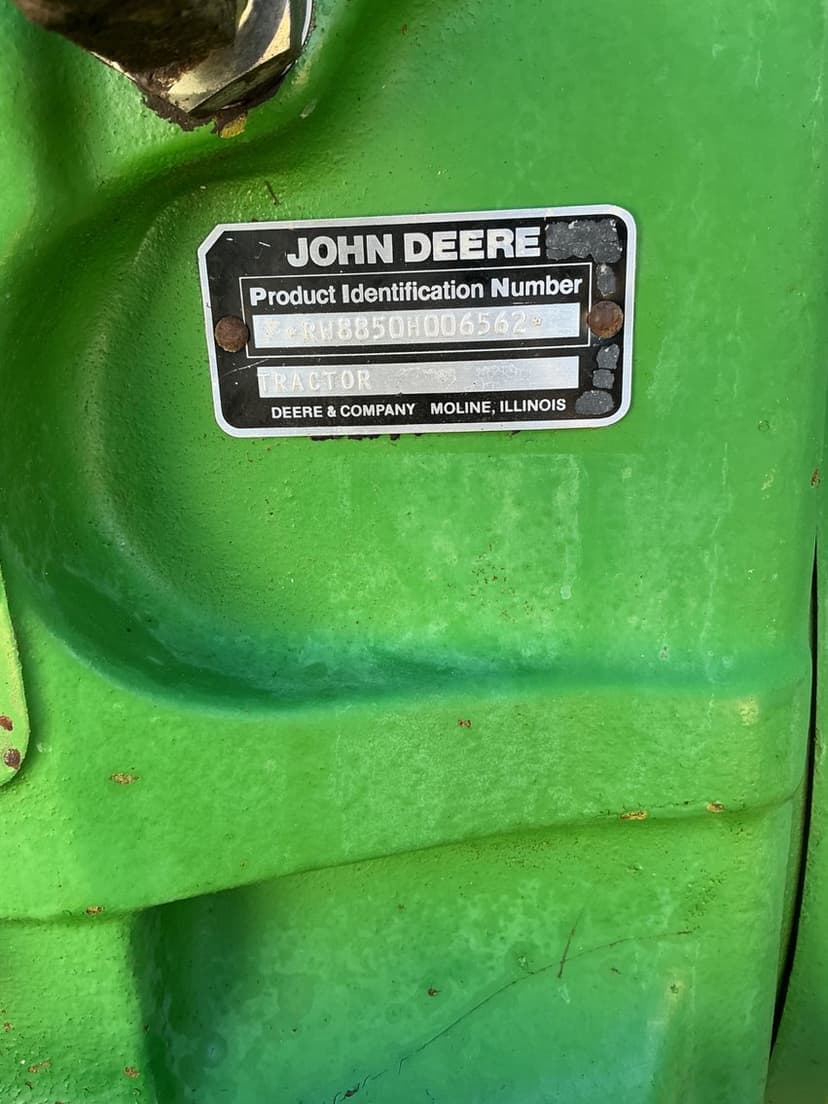 JOHN DEERE
Product Identification Number
*RW8850H006562*
TRACTOR
DEERE & COMPANY MOLINE, ILLINOIS